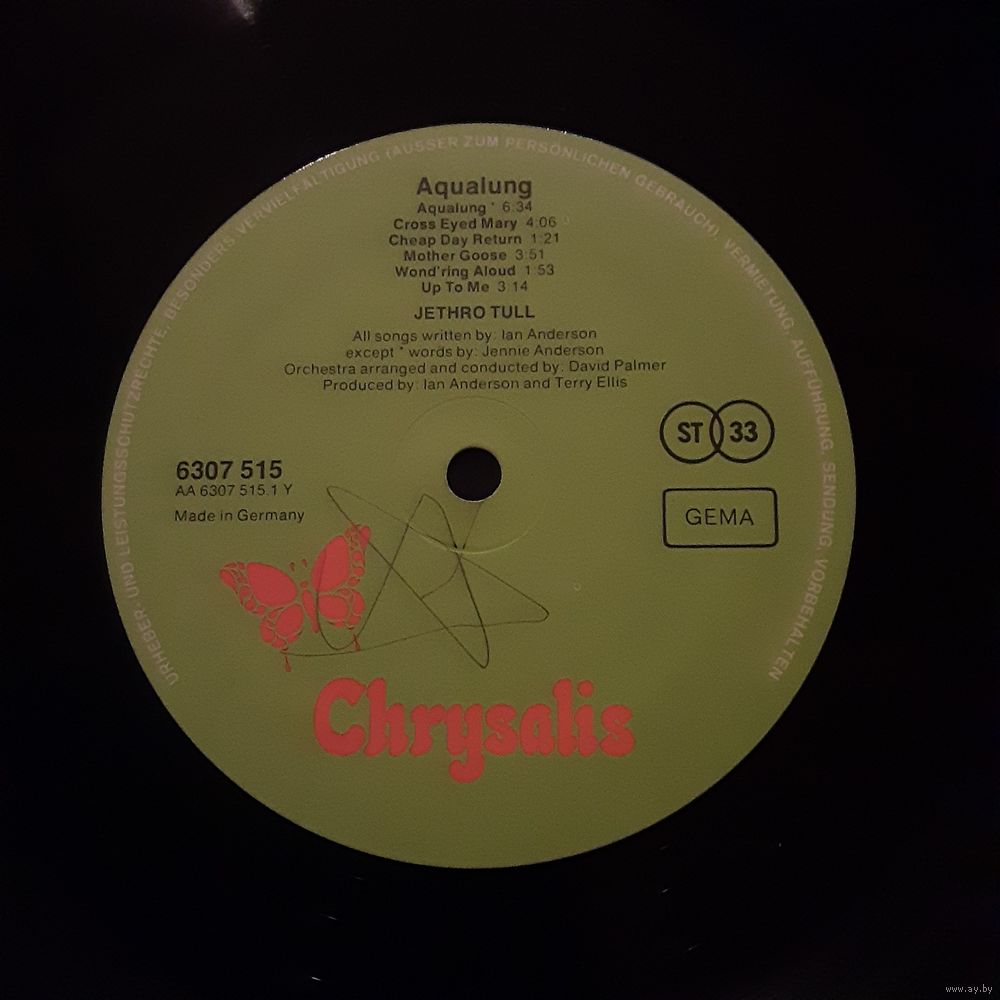 URHEBER- UND LEISTUNGSSCHUTZRECHTE, BESONDERS VERVIELFÄLTIGUNG (AUSSER ZUM PERSÖNLICHEN GEBRAUCH), VERMIETUNG, AUFFÜHRUNG, SENDUNG, VORBEHALTEN
Aqualung
Aqualung * 6:34
Cross Eyed Mary 4:06
Cheap Day Return 1:21
Mother Goose 3:51
Wond'ring Aloud 1:53
Up To Me 3:14
JETHRO TULL
All songs written by: Ian Anderson
except * words by: Jennie Anderson
Orchestra arranged and conducted by: David Palmer
Produced by: Ian Anderson and Terry Ellis
ST 33
6307 515
AA 6307 515.1 Y
Made in Germany
GEMA
Chrysalis
www.ay.by